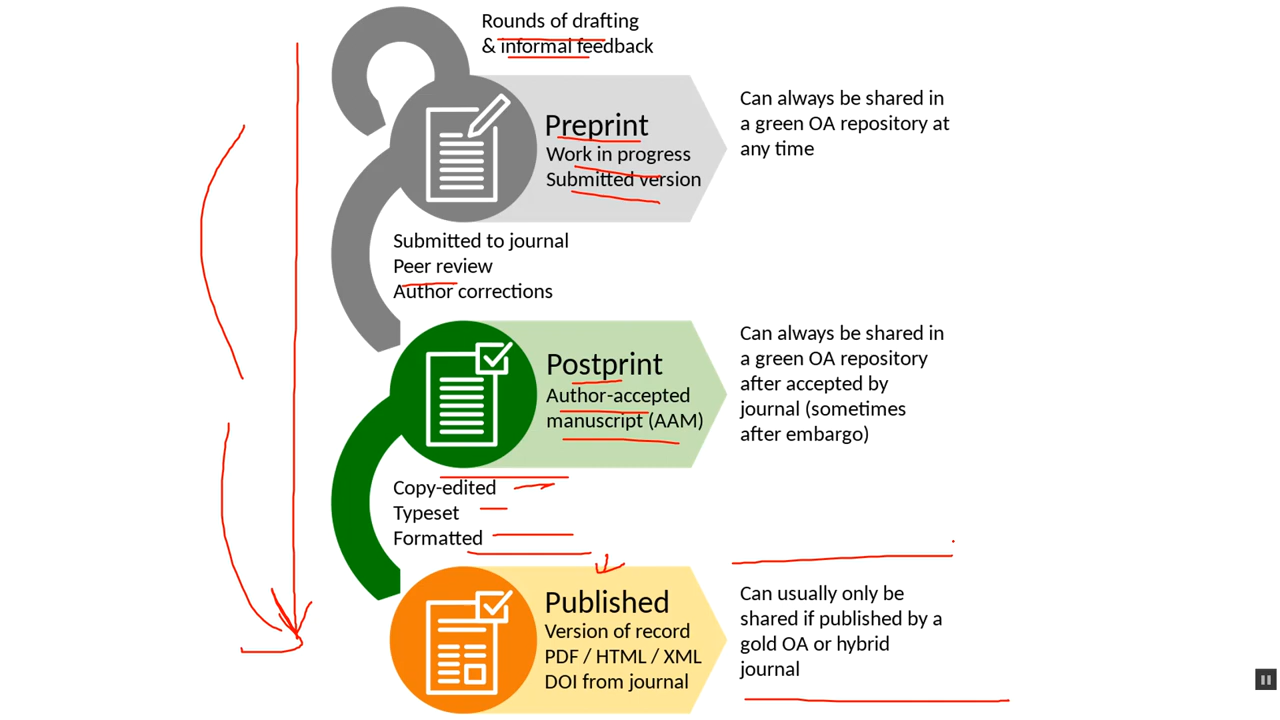 Rounds of drafting
& informal feedback
Preprint
Work in progress
Submitted version
Can always be shared in
a green OA repository at
any time
Submitted to journal
Peer review
Author corrections
Postprint
Author-accepted
manuscript (AAM)
Can always be shared in
a green OA repository
after accepted by
journal (sometimes
after embargo)
Copy-edited
Typeset
Formatted
Published
Version of record
PDF / HTML / XML
DOI from journal
Can usually only be
shared if published by a
gold OA or hybrid
journal